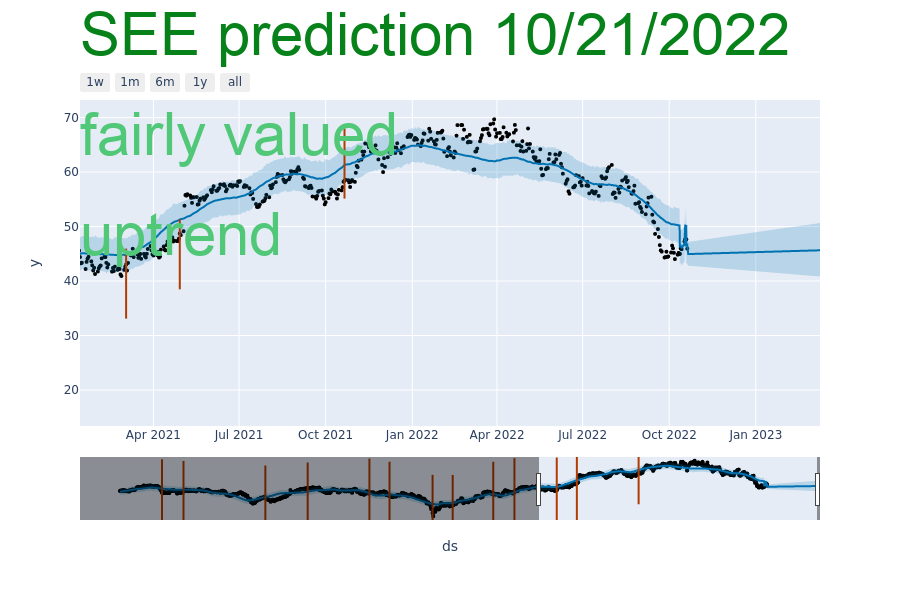 SEE prediction 10/21/2022
1w 1m 6m 1y all
fairly valued
uptrend
70
60
50
40
30
20
y
Apr 2021 Jul 2021 Oct 2021 Jan 2022 Apr 2022 Jul 2022 Oct 2022 Jan 2023
ds